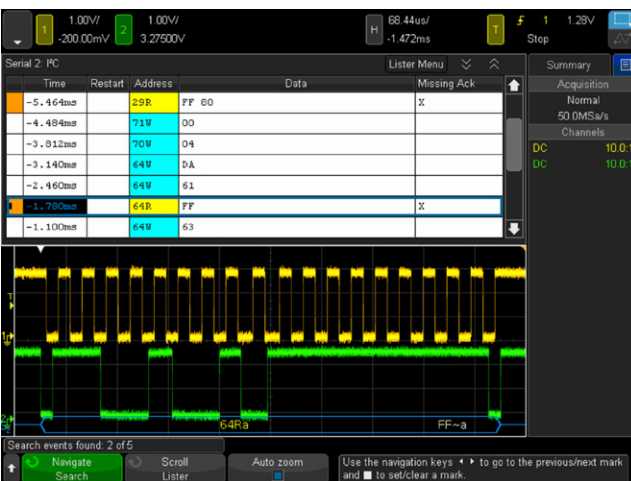 1 1.00V/ 2 1.00V/ H 68.44us/ T 1 1.28V
-200.00mV 3.27500V -1.472ms Stop
Serial 2: I²C Lister Menu Summary
Time Restart Address Data Missing Ack
-5.464ms 29R FF 80 X
-4.484ms 71W 00
-3.812ms 70W 04
-3.140ms 64W DA
-2.460ms 64W 61
-1.780ms 64R FF X
-1.100ms 64W 63
Acquisition
Normal
50.0MSa/s
Channels
DC 10.0:
DC 10.0:
T
64Ra FF~a
Search events found: 2 of 5
Navigate Search
Scroll Lister
Auto zoom
Use the navigation keys to go to the previous/next mark
and to set/clear a mark.